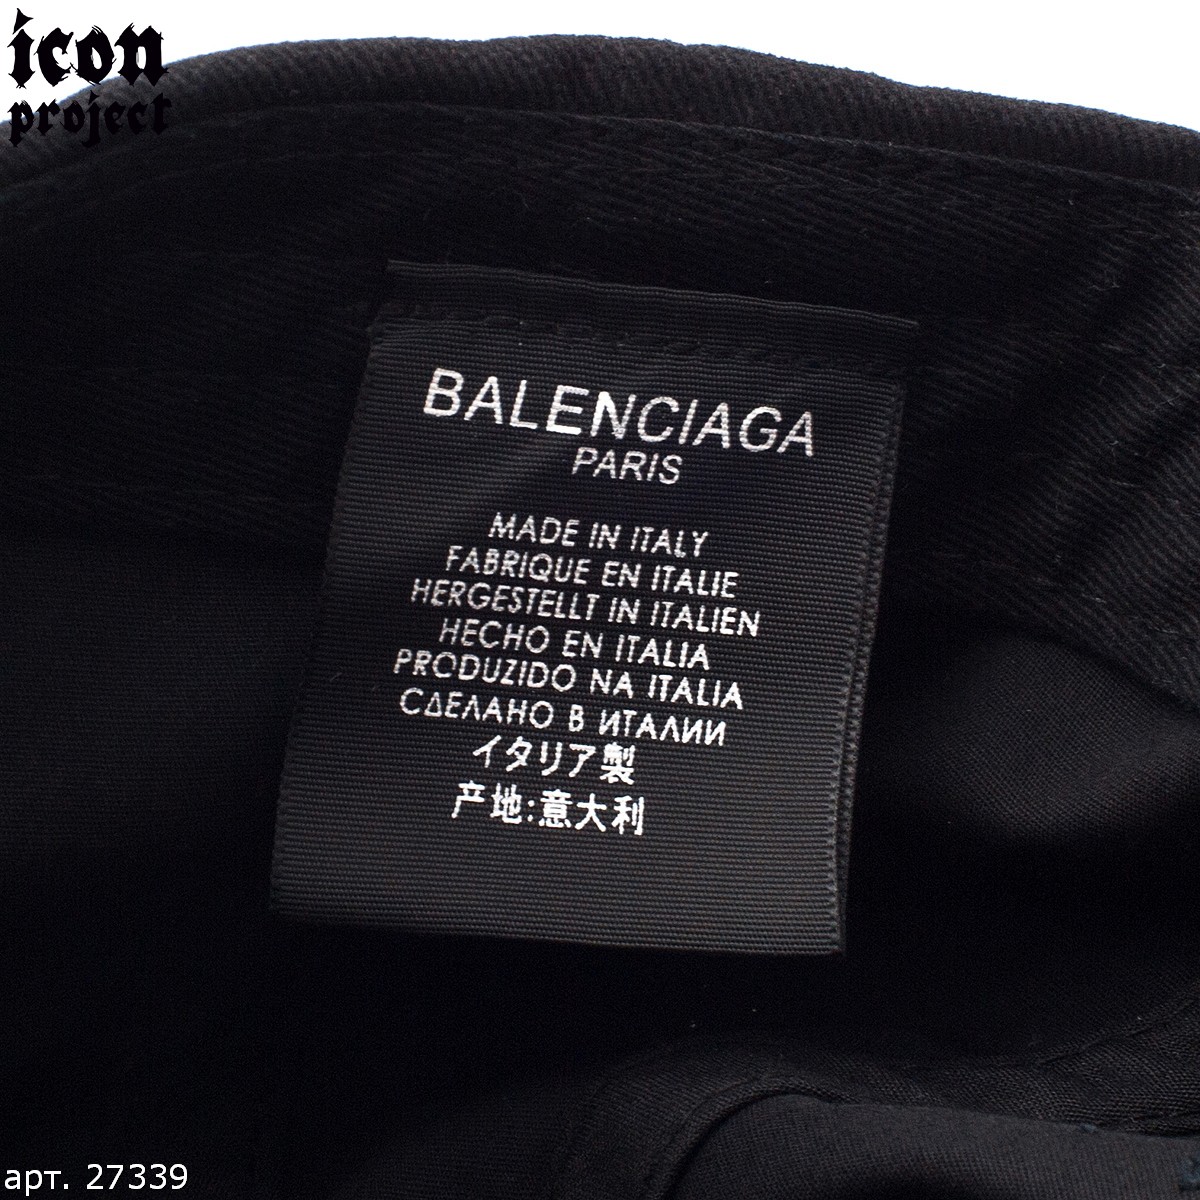 icon
project
BALENCIAGA
PARIS
MADE IN ITALY
FABRIQUE EN ITALIE
HERGESTELLT IN ITALIEN
HECHO EN ITALIA
PRODUZIDO NA ITALIA
СДЕЛАНО В ИТАЛИИ
イタリア製
产地:意大利
арт. 27339